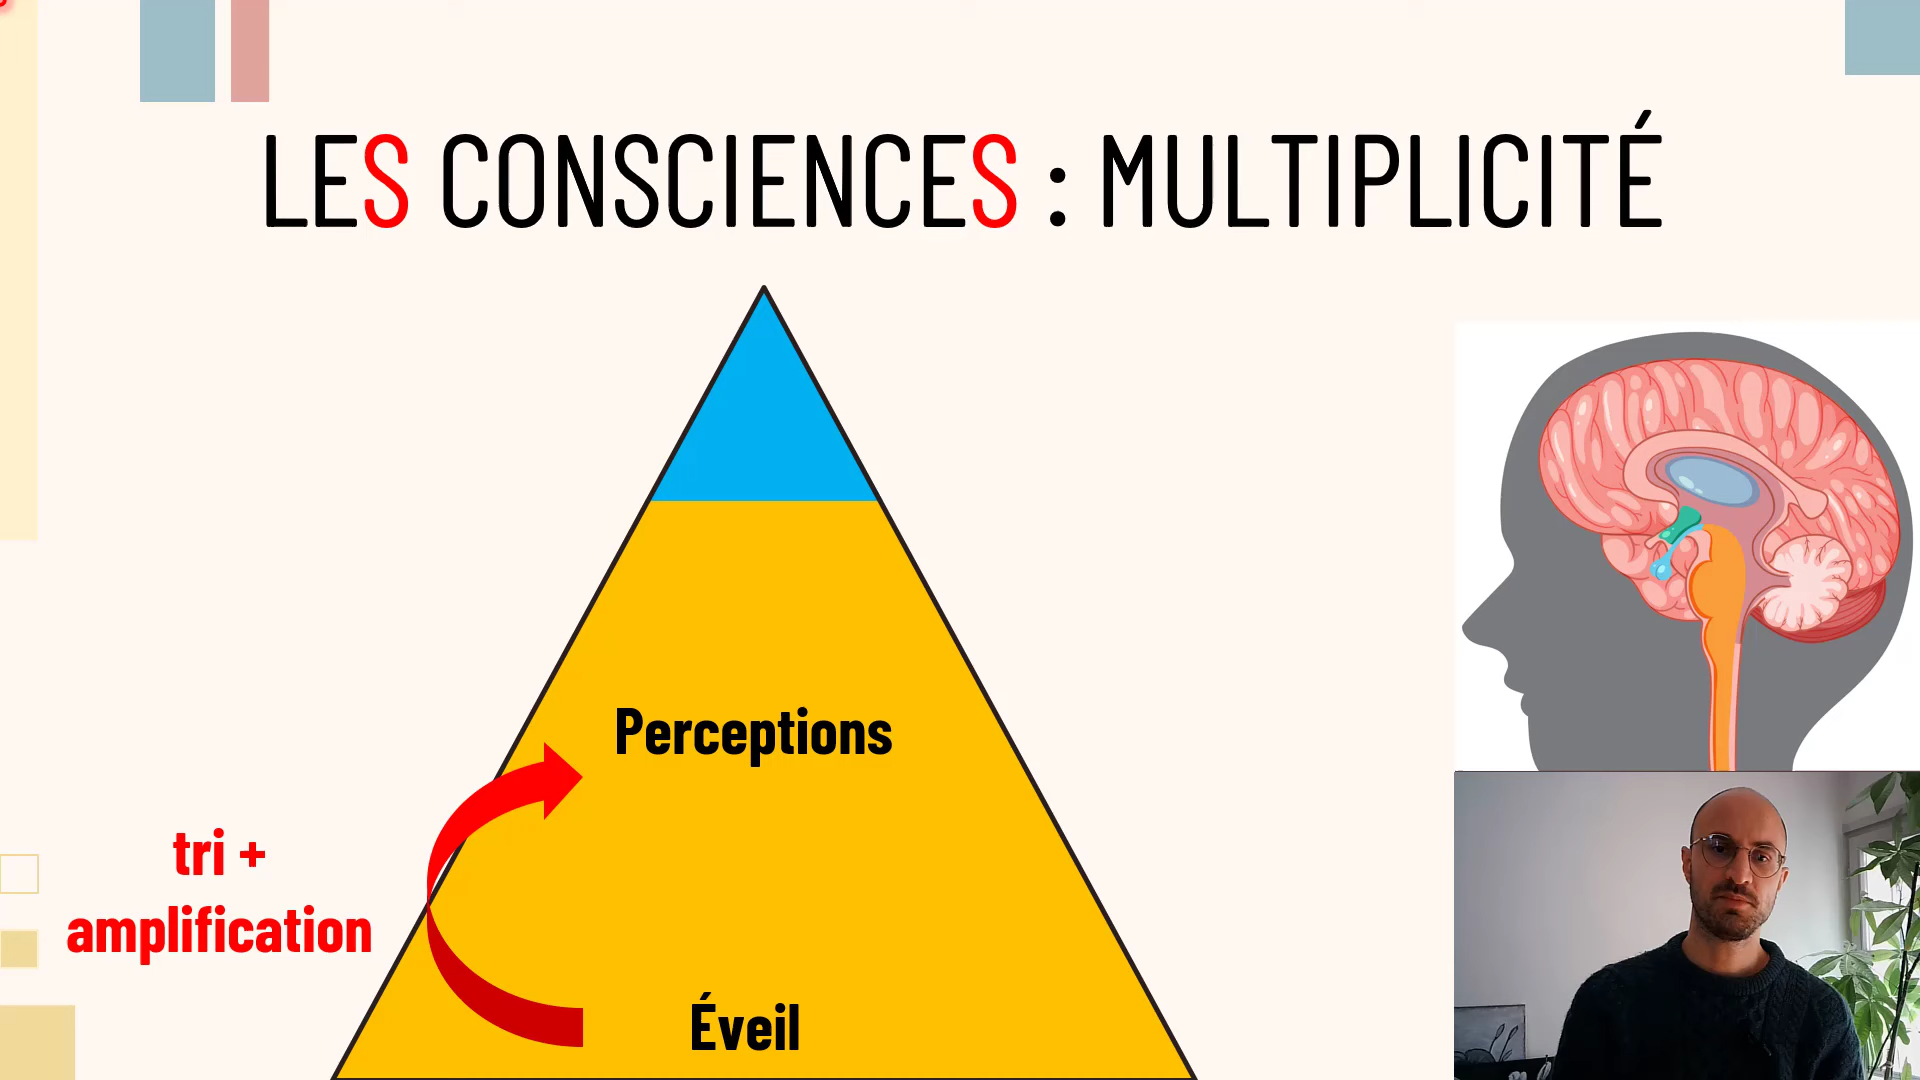 LES CONSCIENCES : MULTIPLICITÉ
Perceptions
tri +
amplification
Éveil